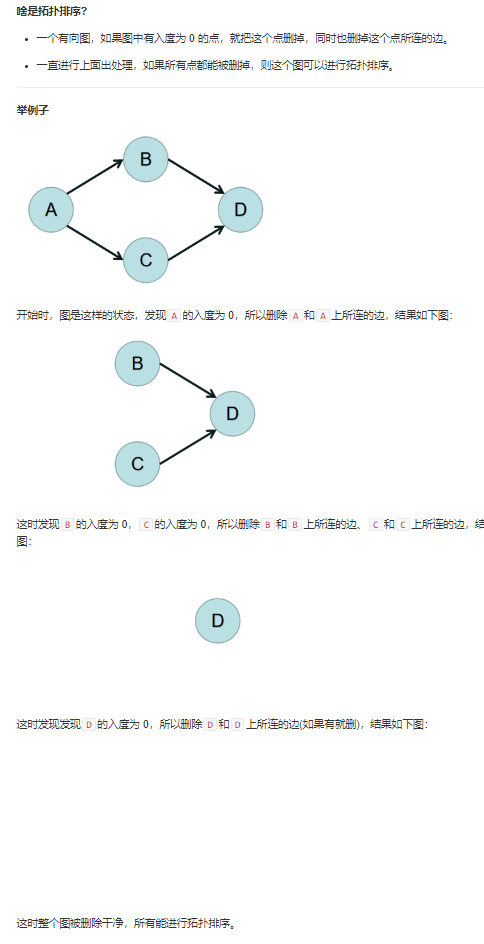 啥是拓扑排序?
一个有向图，如果图中有入度为 0 的点，就把这个点删掉，同时也删掉这个点所连的边。
一直进行上面出处理，如果所有点都能被删掉，则这个图可以进行拓扑排序。
举例子
B
A
D
C
开始时，图是这样的状态，发现 A 的入度为 0，所以删除 A 和 A 上所连的边，结果如下图：
B
D
C
这时发现 B 的入度为 0， C 的入度为 0，所以删除 B 和 B 上所连的边、 C 和 C 上所连的边，结
图：
D
这时发现发现 D 的入度为 0，所以删除 D 和 D 上所连的边(如果有就删)，结果如下图：
这时整个图被删除干净，所有能进行拓扑排序。